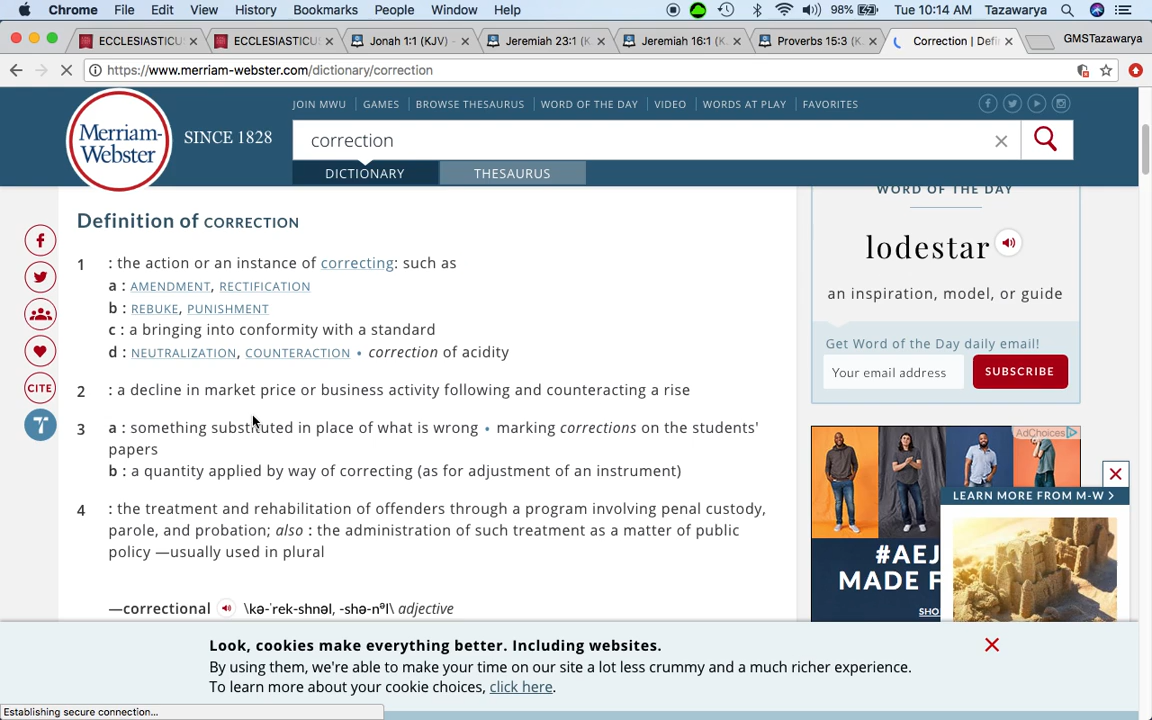 Chrome File Edit View History Bookmarks People Window Help 98% Tue 10:14 AM Tazawarya
ECCLESIASTICUS ECCLESIASTICUS Jonah 1:1 (KJV) - Jeremiah 23:1 (K Jeremiah 16:1 (K Proverbs 15:3 (K Correction | Defi GMSTazawarya
https://www.merriam-webster.com/dictionary/correction
JOIN MWU GAMES BROWSE THESAURUS WORD OF THE DAY VIDEO WORDS AT PLAY FAVORITES
Merriam-
Webster
SINCE 1828
correction
DICTIONARY THESAURUS
Definition of CORRECTION
1 : the action or an instance of correcting: such as
a : AMENDMENT, RECTIFICATION
b : REBUKE, PUNISHMENT
c : a bringing into conformity with a standard
d : NEUTRALIZATION, COUNTERACTION • correction of acidity
2 : a decline in market price or business activity following and counteracting a rise
3 a : something substituted in place of what is wrong • marking corrections on the students'
papers
b : a quantity applied by way of correcting (as for adjustment of an instrument)
4 : the treatment and rehabilitation of offenders through a program involving penal custody,
parole, and probation; also : the administration of such treatment as a matter of public
policy —usually used in plural
—correctional \kə-ˈrek-shnəl, -shə-nᵊl\ adjective
CITE
WORD OF THE DAY
lodestar
an inspiration, model, or guide
Get Word of the Day daily email!
Your email address SUBSCRIBE
AdChoices
LEARN MORE FROM M-W >
#AEJ
MADE F
SHO
Look, cookies make everything better. Including websites.
By using them, we're able to make your time on our site a lot less crummy and a much richer experience.
To learn more about your cookie choices, click here.
Establishing secure connection...